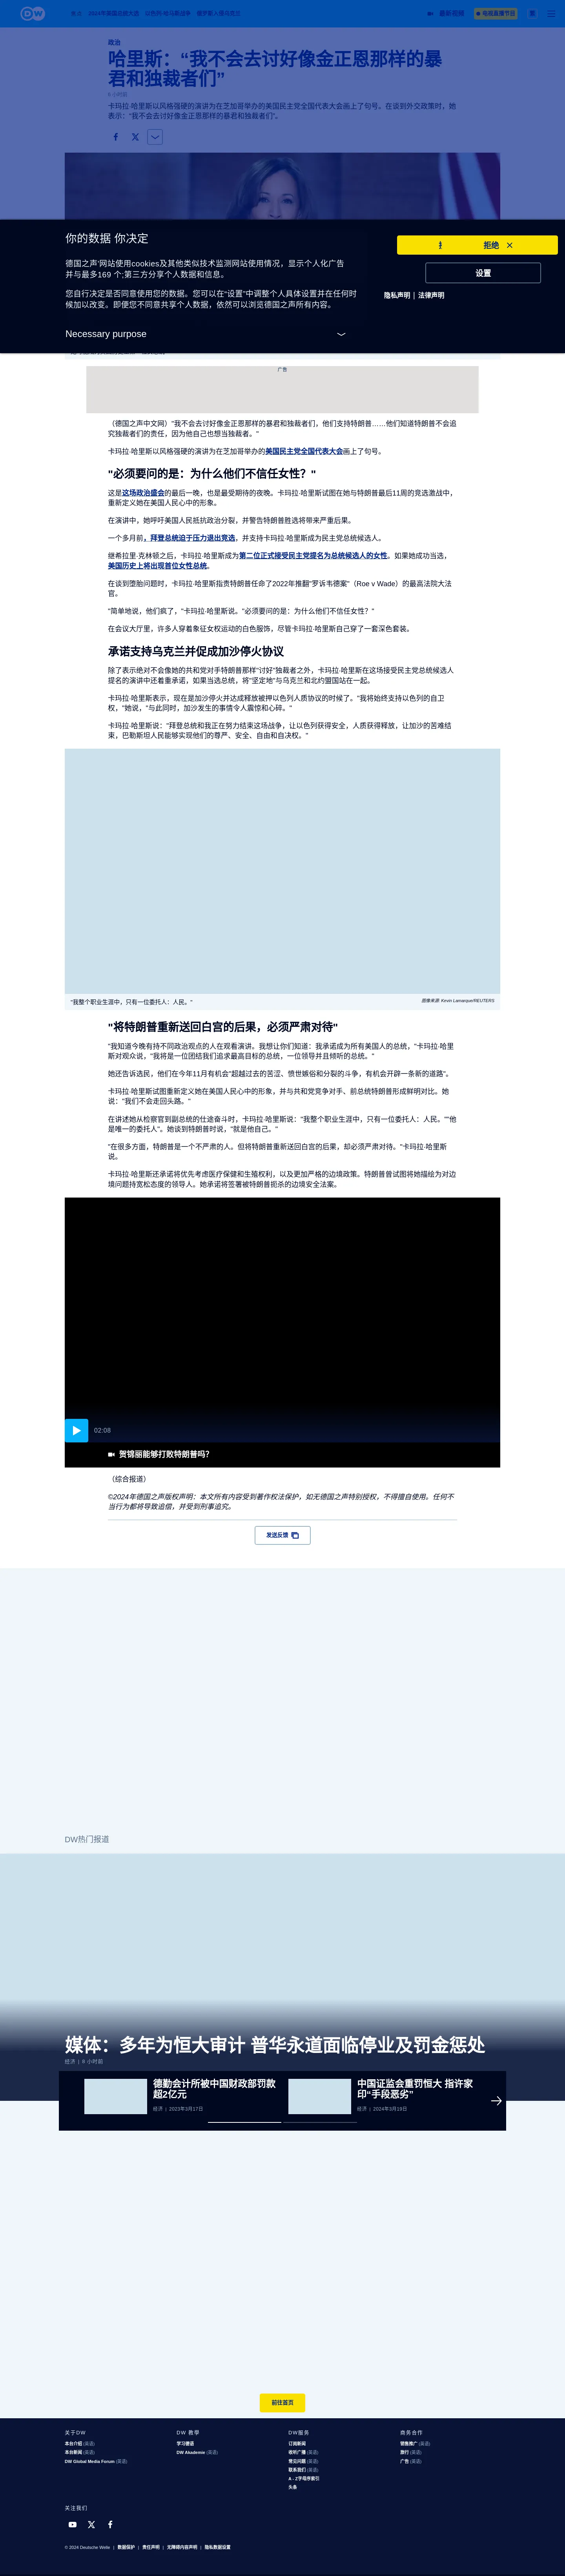 DW
2024年美国总统大选
以色列-哈马斯战争
俄罗斯入侵乌克兰
最新视频
电视直播节目
政治
哈里斯：“我不会去讨好像金正恩那样的暴
君和独裁者们”
卡玛拉·哈里斯以风格强硬的演讲为在芝加哥举办的美国民主党全国代表大会画上了句号。在谈到外交政策时，她
表示：“我不会去讨好像金正恩那样的暴君和独裁者们”。
你的数据 你决定
德国之声’网站使用cookies及其他类似技术监测网站使用情况，显示个人化广告
并与最多169 个;第三方分享个人数据和信息。
您自行决定是否同意使用您的数据。您可以在"设置"中调整个人具体设置并在任何时
候加以改变。即便您不同意共享个人数据，依然可以浏览德国之声所有内容。
Necessary purpose
拒绝
设置
隐私声明 | 法律声明
广告
（德国之声中文网）"我不会去讨好像金正恩那样的暴君和独裁者们，他们支持特朗普……他们知道特朗普不会追
究独裁者们的责任，因为他自己也想当独裁者。"
卡玛拉·哈里斯以风格强硬的演讲为在芝加哥举办的美国民主党全国代表大会画上了句号。
"必须要问的是：为什么他们不信任女性？"
这是这场政治盛会的最后一晚，也是最受期待的夜晚。卡玛拉·哈里斯试图在她与特朗普最后11周的竞选激战中，
重新定义她在美国人民心中的形象。
在演讲中，她呼吁美国人民抵抗政治分裂，并警告特朗普胜选将带来严重后果。
一个多月前，拜登总统迫于压力退出竞选，并支持卡玛拉·哈里斯成为民主党总统候选人。
继希拉里·克林顿之后，卡玛拉·哈里斯成为第二位正式接受民主党提名为总统候选人的女性。如果她成功当选，
美国历史上将出现首位女性总统。
在谈到堕胎问题时，卡玛拉·哈里斯指责特朗普任命了2022年推翻"罗诉韦德案"（Roe v Wade）的最高法院大法
官。
"简单地说，他们疯了，"卡玛拉·哈里斯说。"必须要问的是：为什么他们不信任女性？"
在会议大厅里，许多人穿着象征女权运动的白色服饰，尽管卡玛拉·哈里斯自己穿了一套深色套装。
承诺支持乌克兰并促成加沙停火协议
除了表示绝对不会像她的共和党对手特朗普那样"讨好"独裁者之外，卡玛拉·哈里斯在这场接受民主党总统候选人
提名的演讲中还着重承诺，如果当选总统，将"坚定地"与乌克兰和北约盟国站在一起。
卡玛拉·哈里斯表示，现在是加沙停火并达成释放被押以色列人质协议的时候了。"我将始终支持以色列的自卫
权，"她说，"与此同时，加沙发生的事情令人震惊和心碎。"
卡玛拉·哈里斯说："拜登总统和我正在努力结束这场战争，让以色列获得安全，人质获得释放，让加沙的苦难结
束，巴勒斯坦人民能够实现他们的尊严、安全、自由和自决权。"
"我整个职业生涯中，只有一位委托人：人民。"
图像来源: Kevin Lamarque/REUTERS
"将特朗普重新送回白宫的后果，必须严肃对待"
"我知道今晚有持不同政治观点的人在观看演讲。我想让你们知道：我承诺成为所有美国人的总统，"卡玛拉·哈里
斯对观众说，"我将是一位团结我们追求最高目标的总统，一位领导并且倾听的总统。"
她还告诉选民，他们在今年11月有机会"超越过去的苦涩、愤世嫉俗和分裂的斗争，有机会开辟一条新的道路"。
卡玛拉·哈里斯试图重新定义她在美国人民心中的形象，并与共和党竞争对手、前总统特朗普形成鲜明对比。她
说："我们不会走回头路。"
在讲述她从检察官到副总统的仕途奋斗时，卡玛拉·哈里斯说："我整个职业生涯中，只有一位委托人：人民。""他
是唯一的委托人"。她谈到特朗普时说，"就是他自己。"
"在很多方面，特朗普是一个不严肃的人。但将特朗普重新送回白宫的后果，却必须严肃对待。"卡玛拉·哈里斯
说。
卡玛拉·哈里斯还承诺将优先考虑医疗保健和生殖权利，以及更加严格的边境政策。特朗普曾试图将她描绘为对边
境问题持宽松态度的领导人。她承诺将签署被特朗普扼杀的边境安全法案。
02:08
贺锦丽能够打败特朗普吗？
（综合报道）
©2024年德国之声版权声明：本文所有内容受到著作权法保护，如无德国之声特别授权，不得擅自使用。任何不
当行为都将导致追偿，并受到刑事追究。
发送反馈
DW热门报道
媒体：多年为恒大审计 普华永道面临停业及罚金惩处
经济 | 8 小时前
德勤会计所被中国财政部罚款
超2亿元
经济 | 2023年3月17日
中国证监会重罚恒大 指许家
印“手段恶劣”
经济 | 2024年3月19日
前往首页
关于DW
本台介绍 (英语)
本台新闻 (英语)
DW Global Media Forum (英语)
DW 教学
学习德语
DW Akademie (英语)
DW服务
订阅新闻
收听广播 (英语)
常见问题 (英语)
联系我们 (英语)
A - Z字母序索引
头条
商务合作
销售推广 (英语)
旅行 (英语)
广告 (英语)
关注我们
© 2024 Deutsche Welle | 数据保护 | 责任声明 | 无障碍内容声明 | 隐私数据设置